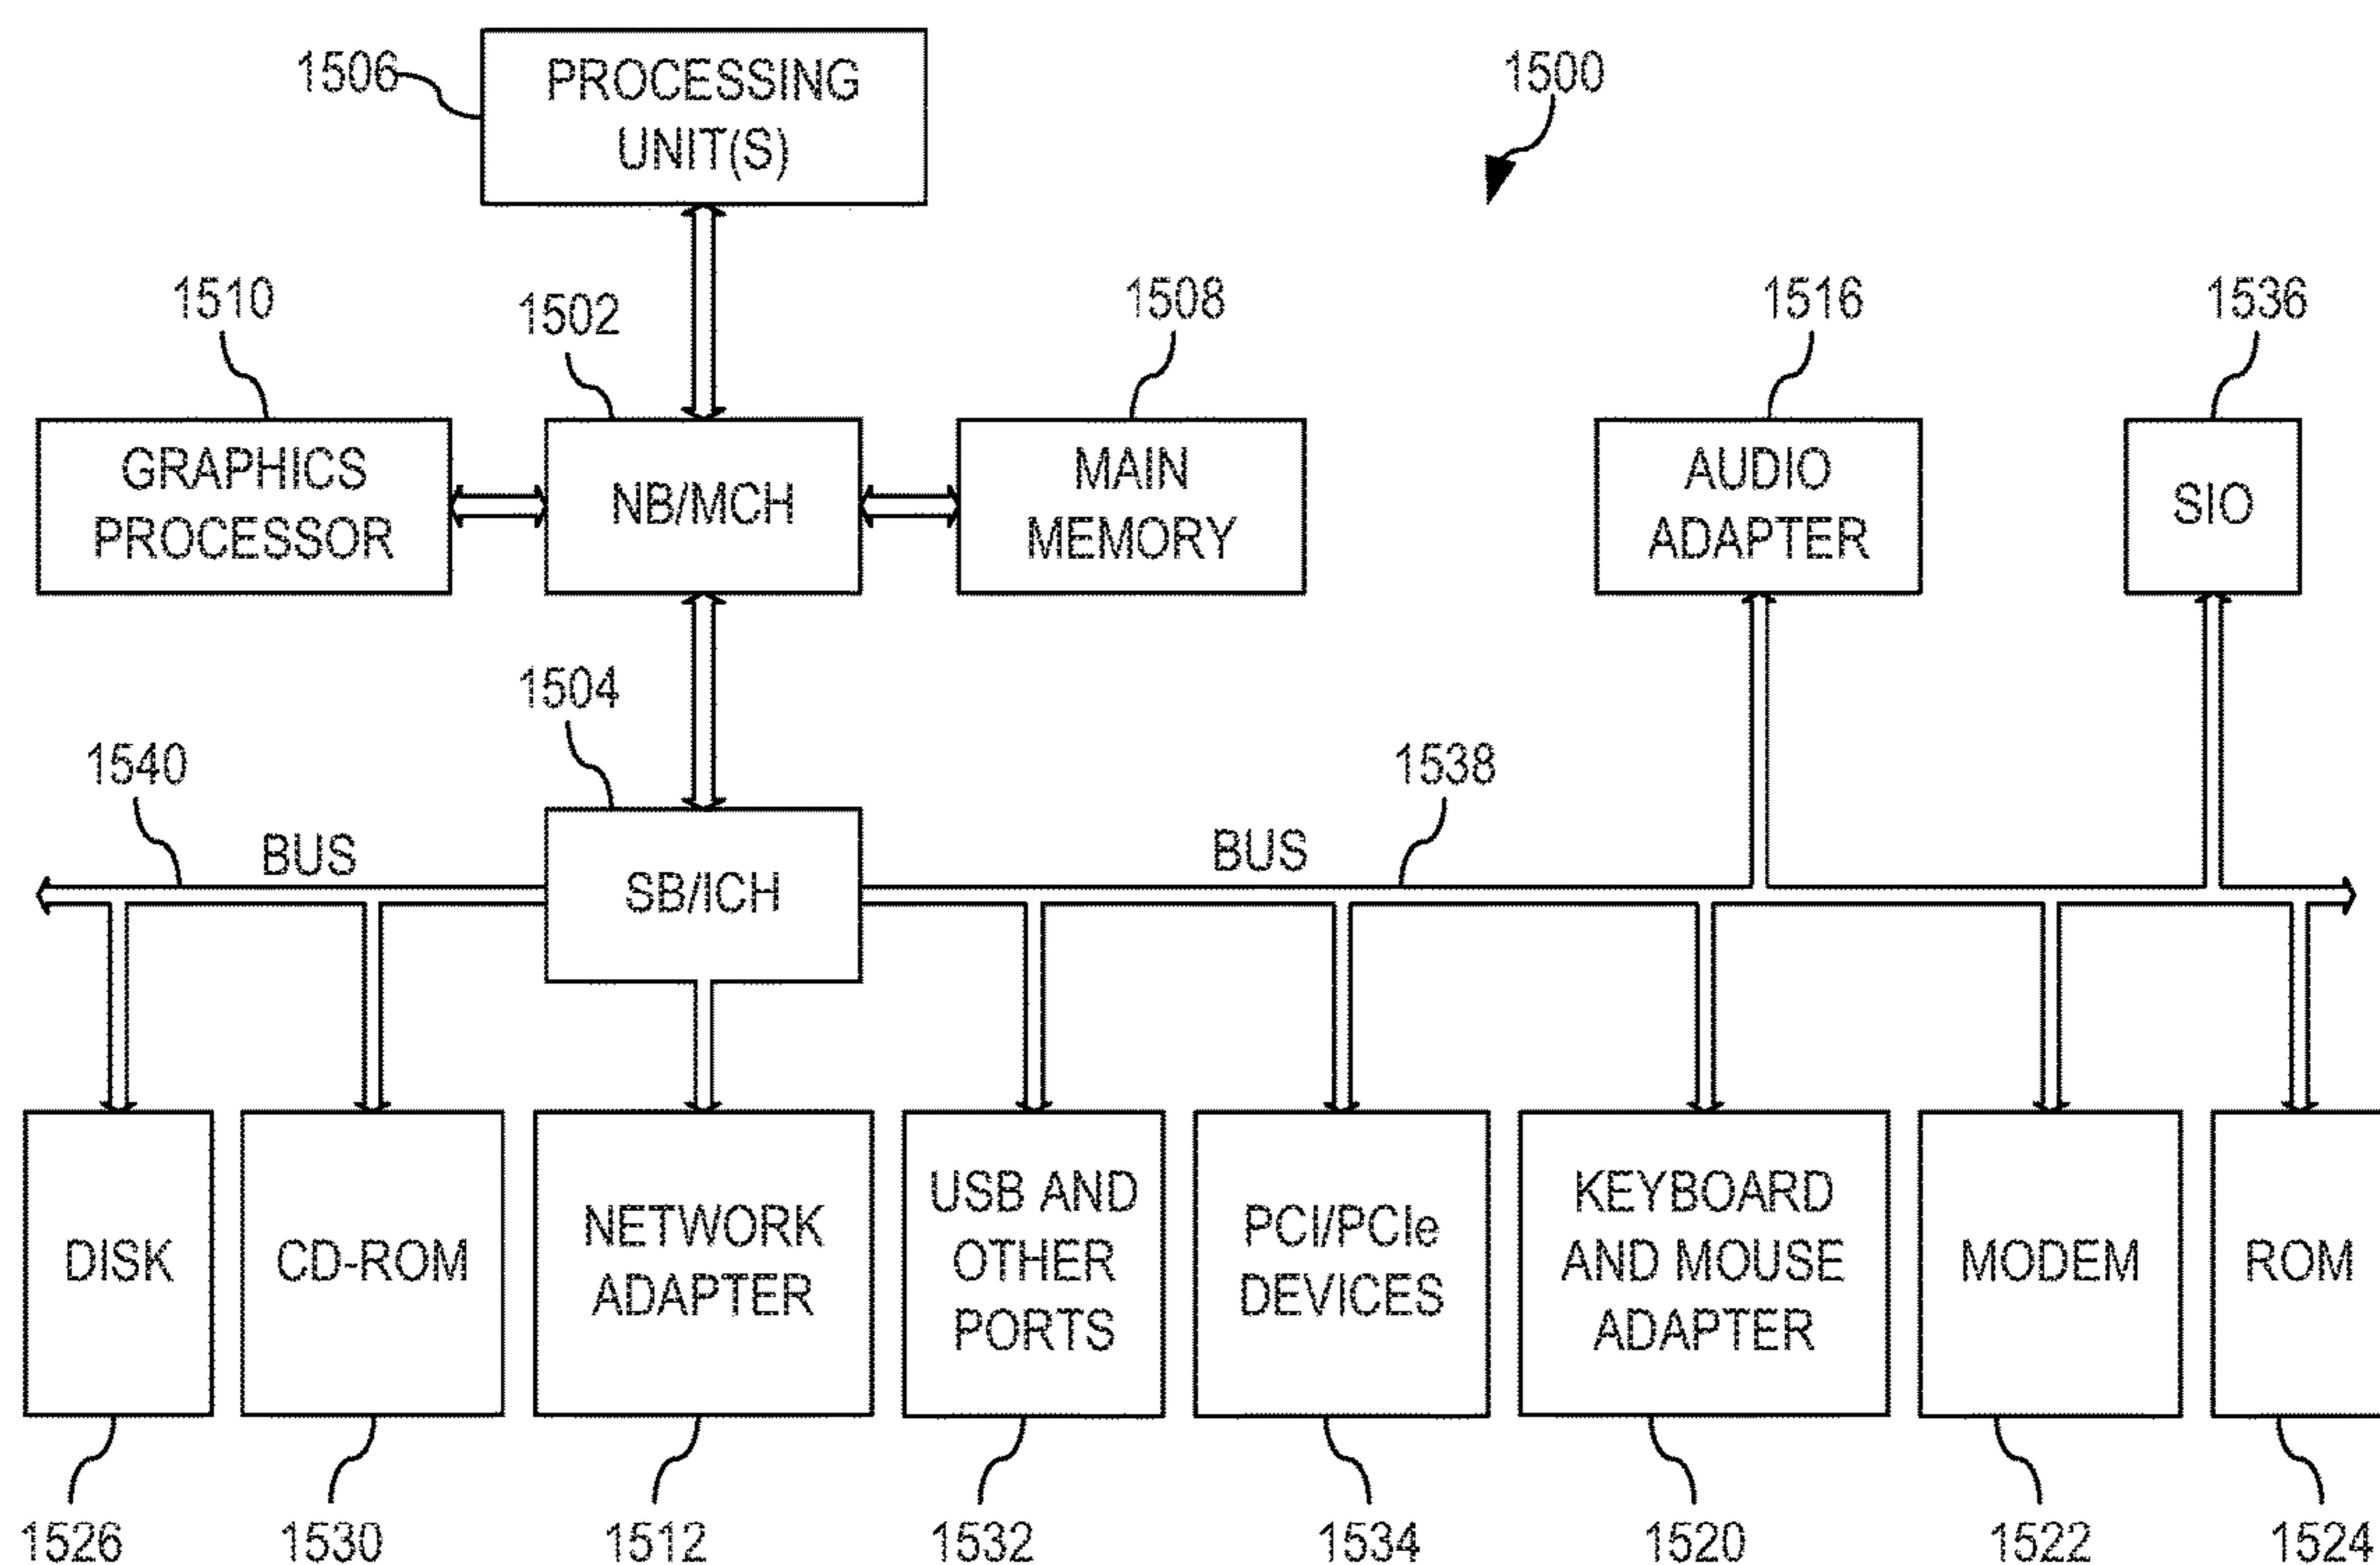 1506
PROCESSING
UNIT(S)
1500
1510
1502
1508
1516
1536
GRAPHICS
PROCESSOR
NB/MCH
MAIN
MEMORY
AUDIO
ADAPTER
SIO
1504
1540
1538
BUS
SB/ICH
BUS
DISK
CD-ROM
NETWORK
ADAPTER
USB AND
OTHER
PORTS
PCI/PCIe
DEVICES
KEYBOARD
AND MOUSE
ADAPTER
MODEM
ROM
1526
1530
1512
1532
1534
1520
1522
1524